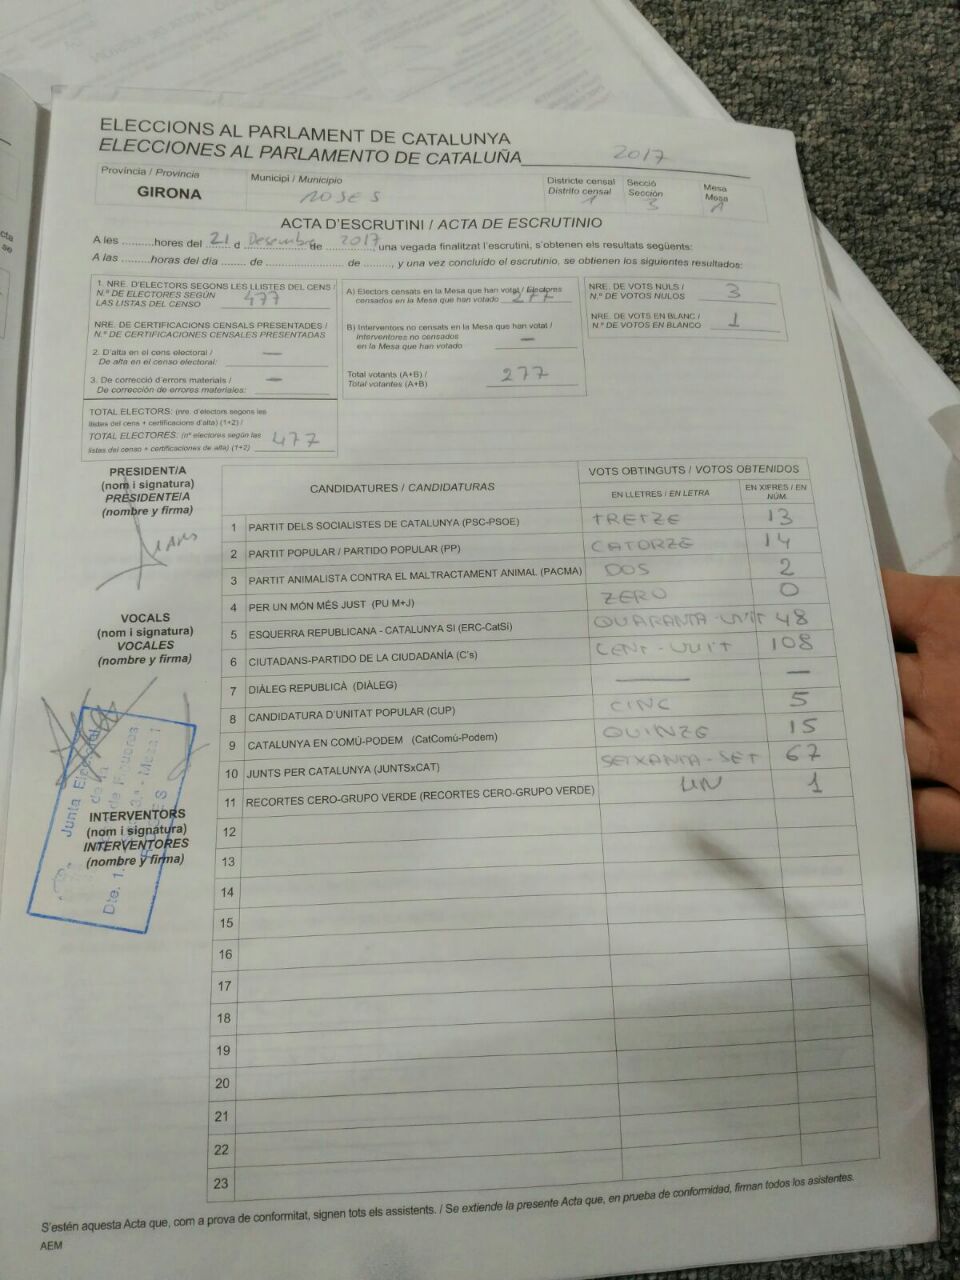 ELECCIONS AL PARLAMENT DE CATALUNYA
ELECCIONES AL PARLAMENTO DE CATALUÑA 2017
Província / Provincia
GIRONA
Municipi / Municipio
ROSES
Districte censal
Distrito censal
1
Secció
Sección
3
Mesa
Mesa
A
ACTA D'ESCRUTINI / ACTA DE ESCRUTINIO
A les ..........hores del 21 d Desembre de 2017, una vegada finalitzat l'escrutini, s'obtenen els resultats següents:
A las .........horas del día ........ de ........................ de ........, y una vez concluido el escrutinio, se obtienen los siguientes resultados:
1. NRE. D'ELECTORS SEGONS LES LLISTES DEL CENS /
N.º DE ELECTORES SEGÚN
LAS LISTAS DEL CENSO 477
NRE. DE CERTIFICACIONS CENSALS PRESENTADES /
N.º DE CERTIFICACIONES CENSALES PRESENTADAS
2. D'alta en el cens electoral / —
De alta en el censo electoral:
3. De correcció d'errors materials / —
De corrección de errores materiales:
TOTAL ELECTORS: (nre. d'electors segons les
llistes del cens + certificacions d'alta) (1+2) /
TOTAL ELECTORES: (nº electores según las
listas del censo + certificaciones de alta) (1+2) 477
A) Electors censats en la Mesa que han votat / Electores
censados en la Mesa que han votado 277
B) Interventors no censats en la Mesa que han votat /
Interventores no censados
en la Mesa que han votado —
Total votants (A+B) /
Total votantes (A+B) 277
NRE. DE VOTS NULS /
N.º DE VOTOS NULOS 3
NRE. DE VOTS EN BLANC /
N.º DE VOTOS EN BLANCO 1
PRESIDENT/A
(nom i signatura)
PRESIDENTE/A
(nombre y firma)
VOCALS
(nom i signatura)
VOCALES
(nombre y firma)
Junta Electoral
INTERVENTORS
(nom i signatura)
INTERVENTORES
(nombre y firma)
CANDIDATURES / CANDIDATURAS
VOTS OBTINGUTS / VOTOS OBTENIDOS
EN LLETRES / EN LETRA
EN XIFRES / EN NÚM.
1 PARTIT DELS SOCIALISTES DE CATALUNYA (PSC-PSOE) TRETZE 13
2 PARTIT POPULAR / PARTIDO POPULAR (PP) CATORZE 14
3 PARTIT ANIMALISTA CONTRA EL MALTRACTAMENT ANIMAL (PACMA) DOS 2
4 PER UN MÓN MÉS JUST (PU M+J) ZERO 0
5 ESQUERRA REPUBLICANA - CATALUNYA SI (ERC-CatSi) QUARANTA-VUIT 48
6 CIUTADANS-PARTIDO DE LA CIUDADANÍA (C's) CENT-VUIT 108
7 DIÀLEG REPUBLICÀ (DIÀLEG) — —
8 CANDIDATURA D'UNITAT POPULAR (CUP) CINC 5
9 CATALUNYA EN COMÚ-PODEM (CatComú-Podem) QUINZE 15
10 JUNTS PER CATALUNYA (JUNTSxCAT) SEIXANTA-SET 67
11 RECORTES CERO-GRUPO VERDE (RECORTES CERO-GRUPO VERDE) UN 1
12
13
14
15
16
17
18
19
20
21
22
23
S'estén aquesta Acta que, com a prova de conformitat, signen tots els assistents. / Se extiende la presente Acta que, en prueba de conformidad, firman todos los asistentes.
AEM